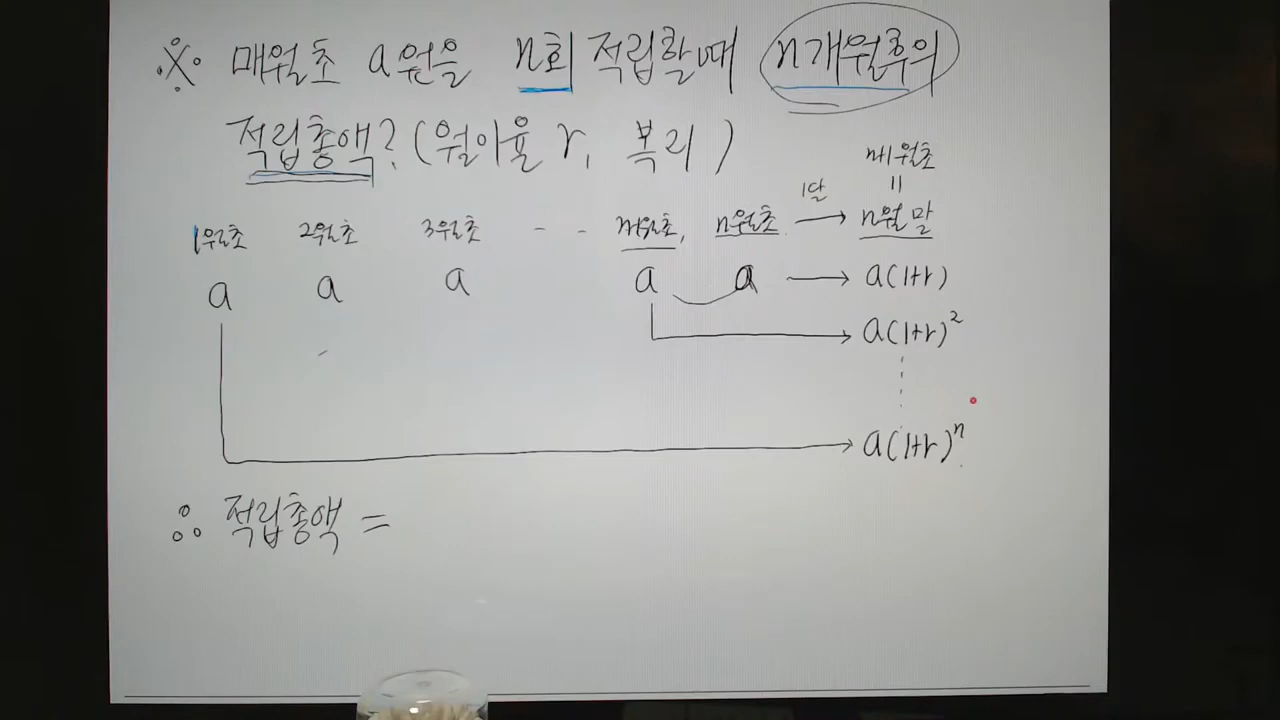 ※ 매월초 a원을 n회 적립할때 n개월후의
적립총액? (월이율 r, 복리)
1월초 2월초 3월초 - - n-1월초, n월초 1달 → n월말 = n+1월초
a a a a a → a(1+r)
→ a(1+r)²
→ a(1+r)ⁿ
∴ 적립총액 =